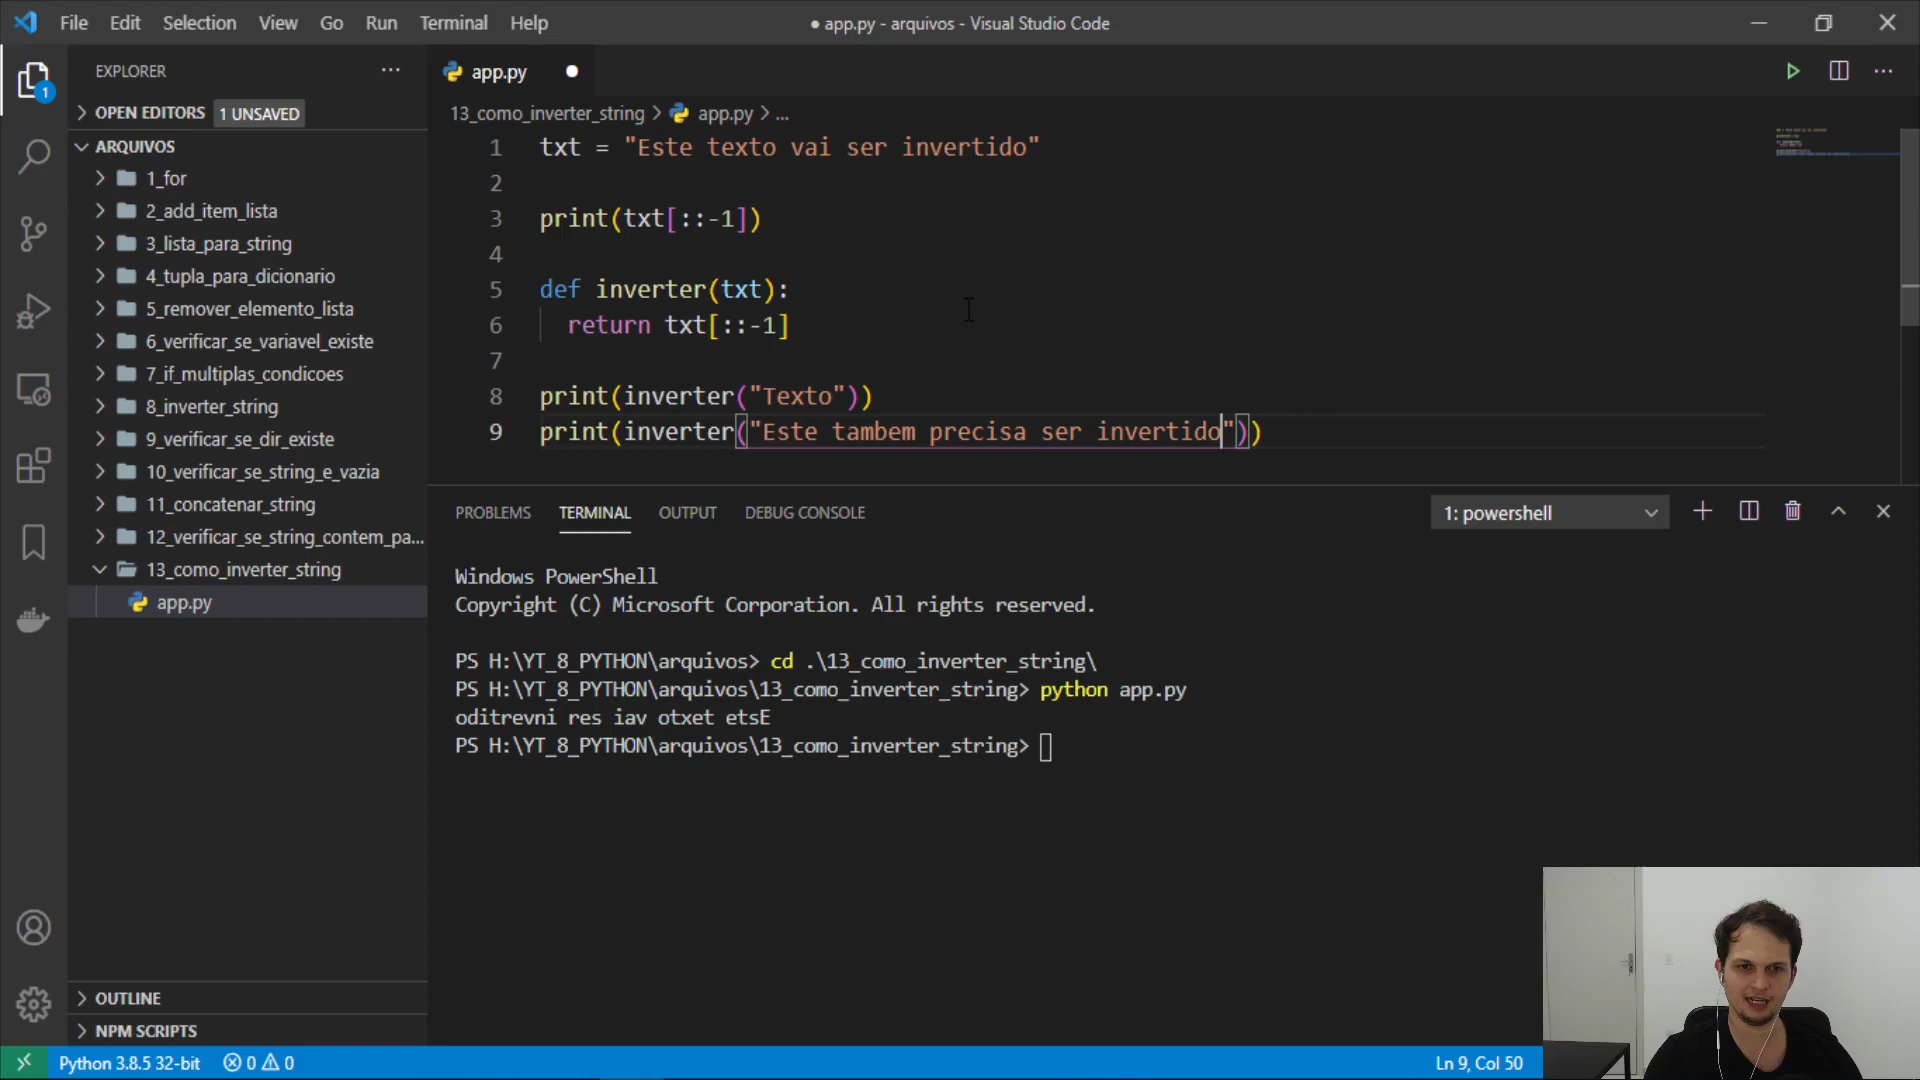 File Edit Selection View Go Run Terminal Help
● app.py - arquivos - Visual Studio Code
EXPLORER
1
OPEN EDITORS 1 UNSAVED
ARQUIVOS
1_for
2_add_item_lista
3_lista_para_string
4_tupla_para_dicionario
5_remover_elemento_lista
6_verificar_se_variavel_existe
7_if_multiplas_condicoes
8_inverter_string
9_verificar_se_dir_existe
10_verificar_se_string_e_vazia
11_concatenar_string
12_verificar_se_string_contem_pa...
13_como_inverter_string
app.py
OUTLINE
NPM SCRIPTS
app.py
13_como_inverter_string > app.py > ...
1 txt = "Este texto vai ser invertido"
2
3 print(txt[::-1])
4
5 def inverter(txt):
6 return txt[::-1]
7
8 print(inverter("Texto"))
9 print(inverter("Este tambem precisa ser invertido"))
PROBLEMS TERMINAL OUTPUT DEBUG CONSOLE
1: powershell
Windows PowerShell
Copyright (C) Microsoft Corporation. All rights reserved.
PS H:\YT_8_PYTHON\arquivos> cd .\13_como_inverter_string\
PS H:\YT_8_PYTHON\arquivos\13_como_inverter_string> python app.py
oditrevni res iav otxet etsE
PS H:\YT_8_PYTHON\arquivos\13_como_inverter_string>
Python 3.8.5 32-bit 0 0
Ln 9, Col 50